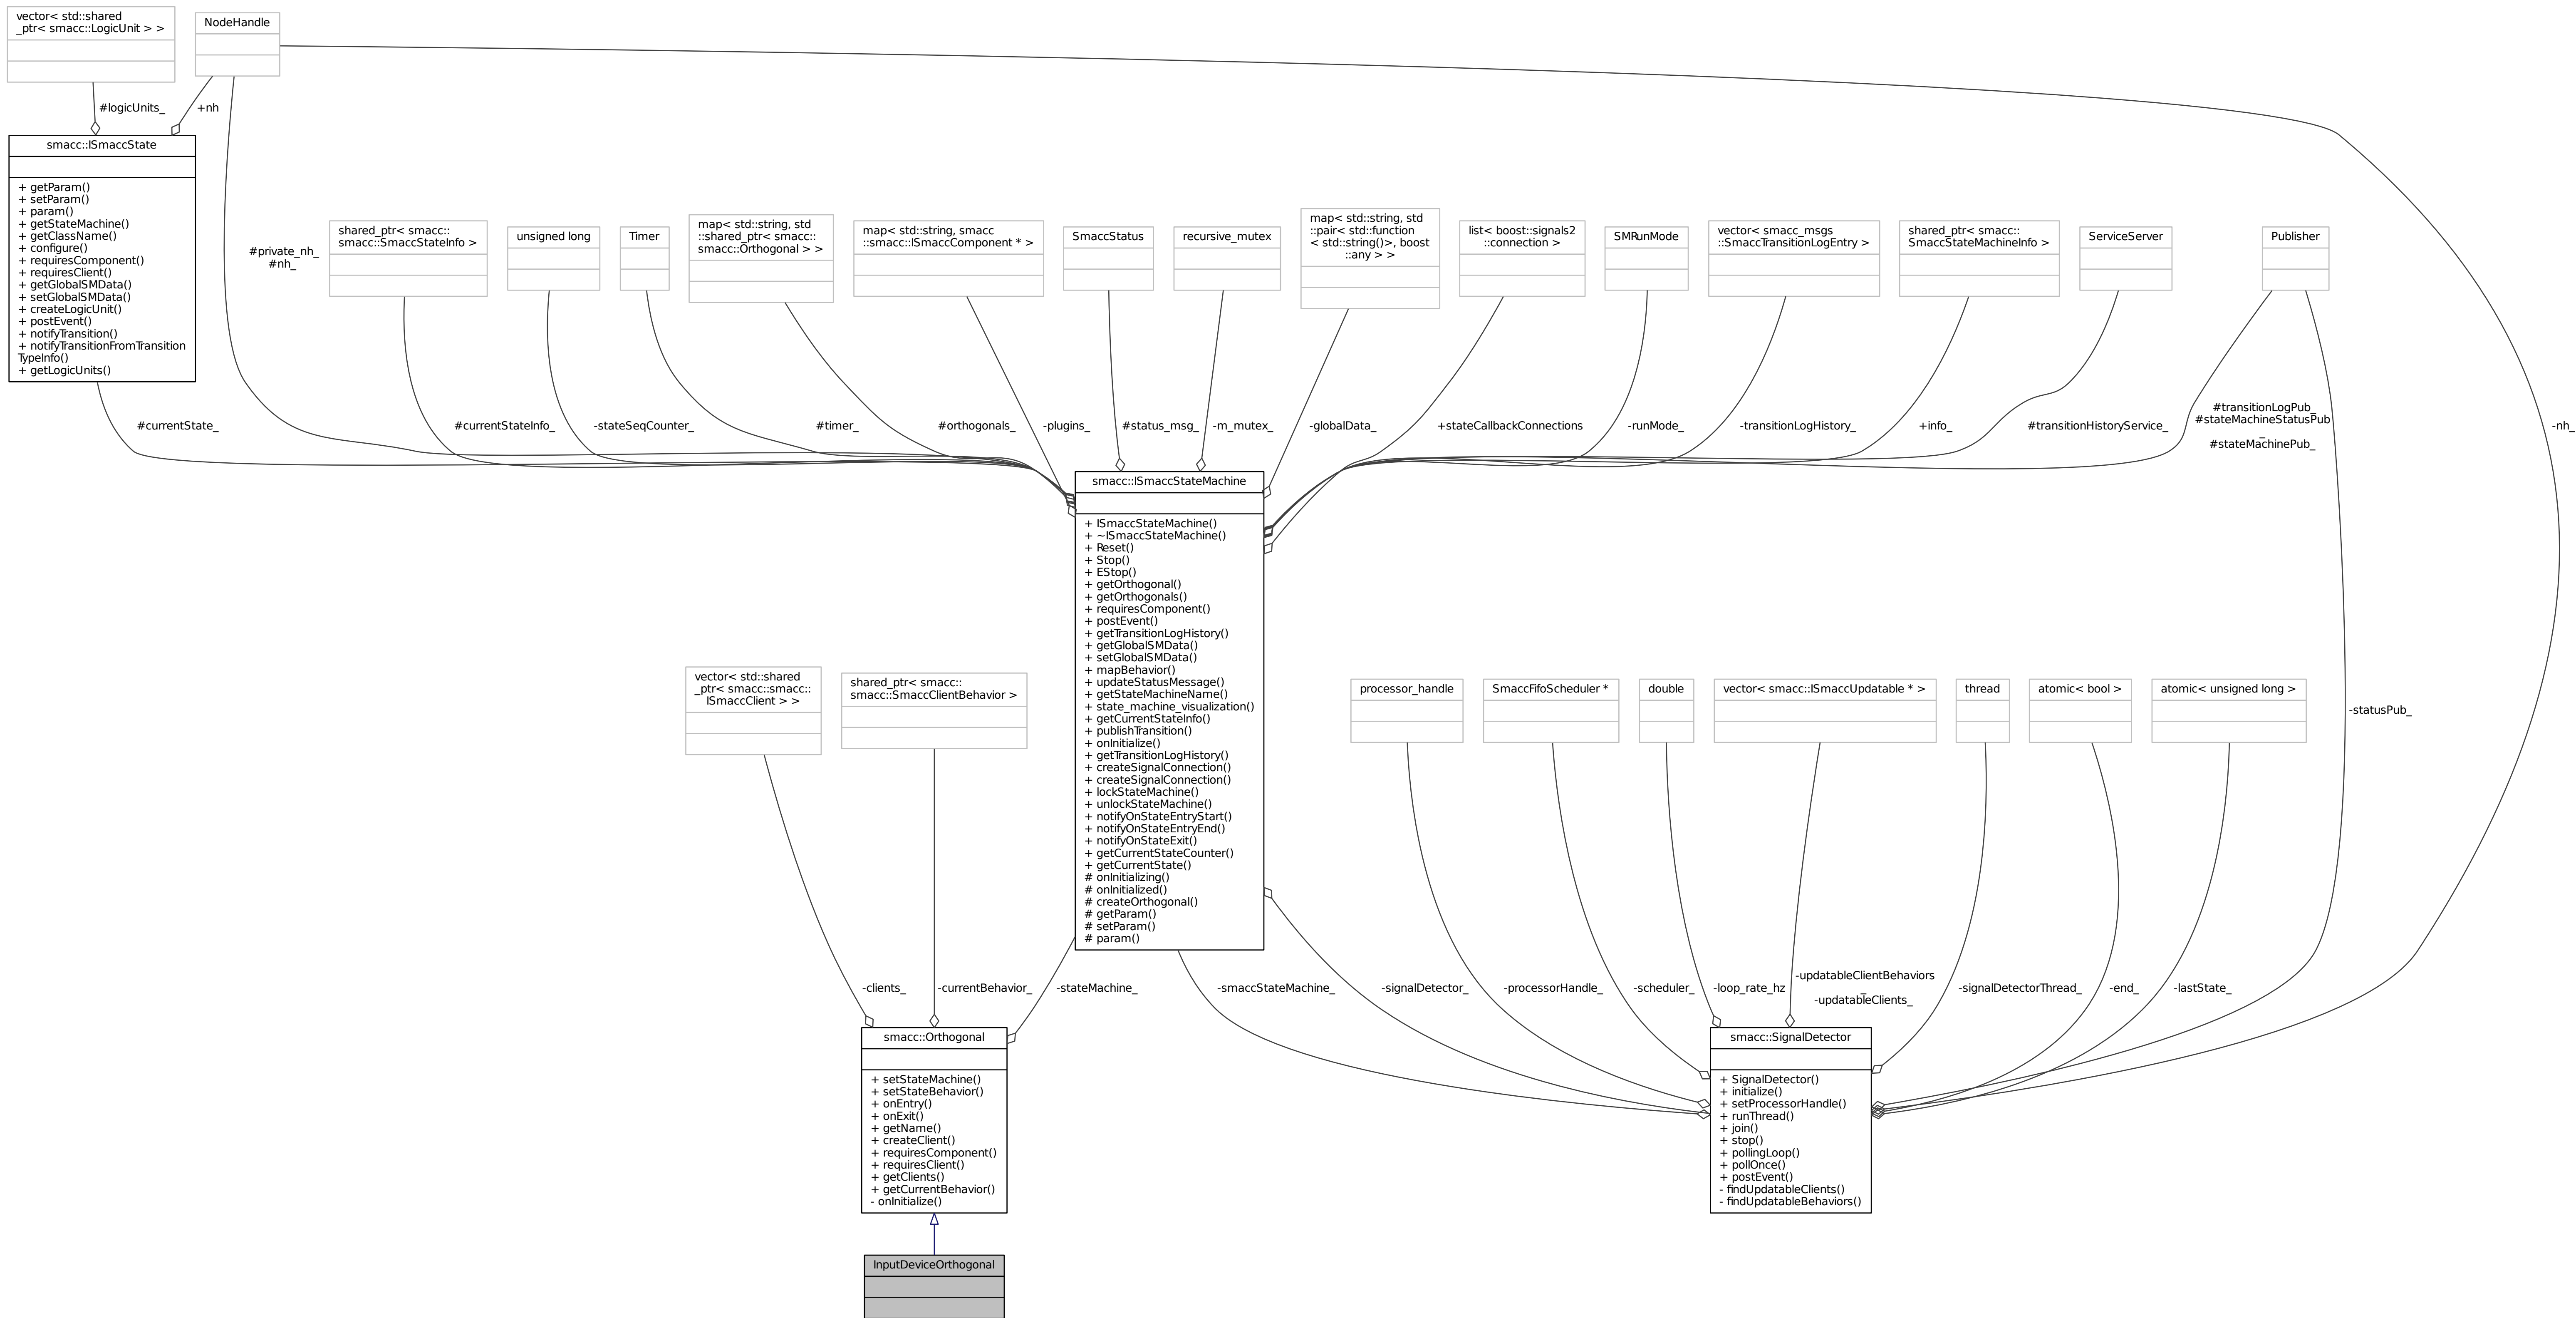 vector< std::shared
_ptr< smacc::LogicUnit > >
NodeHandle
#logicUnits_
+nh
smacc::ISmaccState
+ getParam()
+ setParam()
+ param()
+ getStateMachine()
+ getClassName()
+ configure()
+ requiresComponent()
+ requiresClient()
+ getGlobalSMData()
+ setGlobalSMData()
+ createLogicUnit()
+ postEvent()
+ notifyTransition()
+ notifyTransitionFromTransition
TypeInfo()
+ getLogicUnits()
#private_nh_
#nh_
shared_ptr< smacc::
smacc::SmaccStateInfo >
unsigned long
Timer
map< std::string, std
::shared_ptr< smacc::
smacc::Orthogonal > >
map< std::string, smacc
::smacc::ISmaccComponent * >
SmaccStatus
recursive_mutex
map< std::string, std
::pair< std::function
< std::string()>, boost
::any > >
list< boost::signals2
::connection >
SMRunMode
vector< smacc_msgs
::SmaccTransitionLogEntry >
shared_ptr< smacc::
SmaccStateMachineInfo >
ServiceServer
Publisher
#currentState_
#currentStateInfo_
-stateSeqCounter_
#timer_
#orthogonals_
-plugins_
#status_msg_
-m_mutex_
-globalData_
+stateCallbackConnections
-runMode_
-transitionLogHistory_
+info_
#transitionHistoryService_
#transitionLogPub_
#stateMachineStatusPub
_
#stateMachinePub_
-nh_
smacc::ISmaccStateMachine
+ ISmaccStateMachine()
+ ~ISmaccStateMachine()
+ Reset()
+ Stop()
+ EStop()
+ getOrthogonal()
+ getOrthogonals()
+ requiresComponent()
+ postEvent()
+ getTransitionLogHistory()
+ getGlobalSMData()
+ setGlobalSMData()
+ mapBehavior()
+ updateStatusMessage()
+ getStateMachineName()
+ state_machine_visualization()
+ getCurrentStateInfo()
+ publishTransition()
+ onInitialize()
+ getTransitionLogHistory()
+ createSignalConnection()
+ createSignalConnection()
+ lockStateMachine()
+ unlockStateMachine()
+ notifyOnStateEntryStart()
+ notifyOnStateEntryEnd()
+ notifyOnStateExit()
+ getCurrentStateCounter()
+ getCurrentState()
# onInitializing()
# onInitialized()
# createOrthogonal()
# getParam()
# setParam()
# param()
vector< std::shared
_ptr< smacc::smacc::
ISmaccClient > >
shared_ptr< smacc::
smacc::SmaccClientBehavior >
processor_handle
SmaccFifoScheduler *
double
vector< smacc::ISmaccUpdatable * >
thread
atomic< bool >
atomic< unsigned long >
-statusPub_
-clients_
-currentBehavior_
-stateMachine_
-smaccStateMachine_
-signalDetector_
-processorHandle_
-scheduler_
-loop_rate_hz
-updatableClientBehaviors
_
-updatableClients_
-signalDetectorThread_
-end_
-lastState_
smacc::Orthogonal
+ setStateMachine()
+ setStateBehavior()
+ onEntry()
+ onExit()
+ getName()
+ createClient()
+ requiresComponent()
+ requiresClient()
+ getClients()
+ getCurrentBehavior()
- onInitialize()
smacc::SignalDetector
+ SignalDetector()
+ initialize()
+ setProcessorHandle()
+ runThread()
+ join()
+ stop()
+ pollingLoop()
+ pollOnce()
+ postEvent()
- findUpdatableClients()
- findUpdatableBehaviors()
InputDeviceOrthogonal